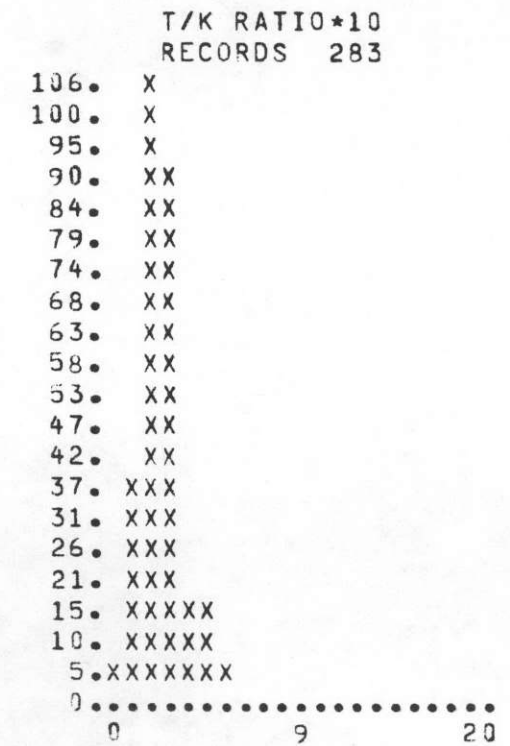 T/K RATIO*10
RECORDS 283
106. X
100. X
95. X
90. XX
84. XX
79. XX
74. XX
68. XX
63. XX
58. XX
53. XX
47. XX
42. XX
37. XXX
31. XXX
26. XXX
21. XXX
15. XXXXX
10. XXXXX
5.XXXXXXX
0......................
0 9 20